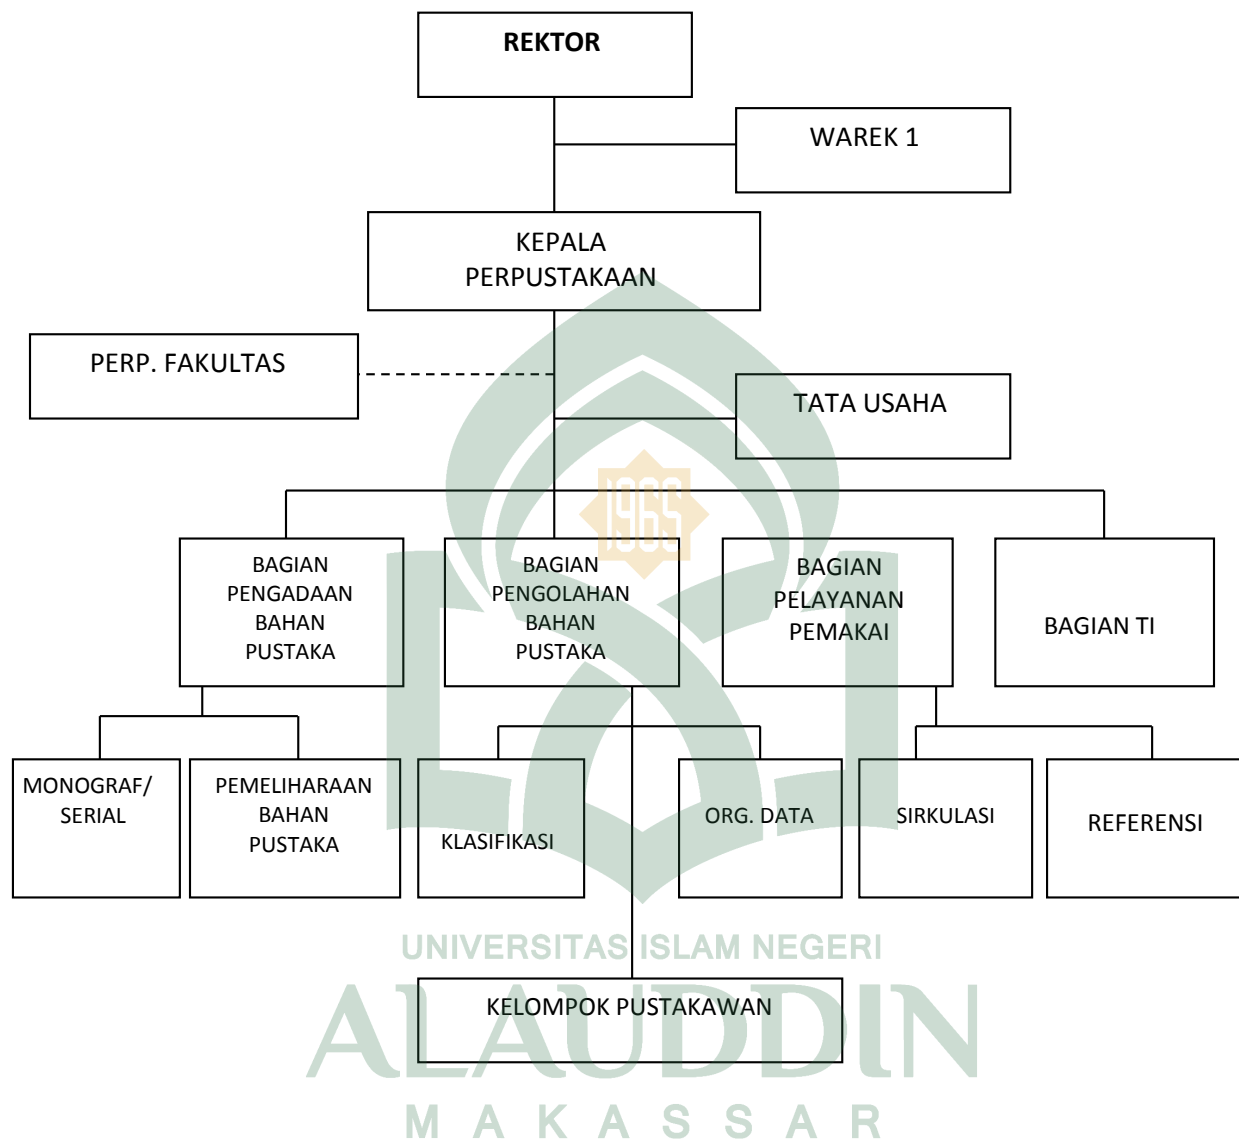 REKTOR
WAREK 1
KEPALA
PERPUSTAKAAN
PERP. FAKULTAS
TATA USAHA
1965
BAGIAN
PENGADAAN
BAHAN
PUSTAKA
BAGIAN
PENGOLAHAN
BAHAN
PUSTAKA
BAGIAN
PELAYANAN
PEMAKAI
BAGIAN TI
MONOGRAF/
SERIAL
PEMELIHARAAN
BAHAN
PUSTAKA
KLASIFIKASI
ORG. DATA
SIRKULASI
REFERENSI
UNIVERSITAS ISLAM NEGERI
KELOMPOK PUSTAKAWAN
ALAUDDIN
MAKASSAR